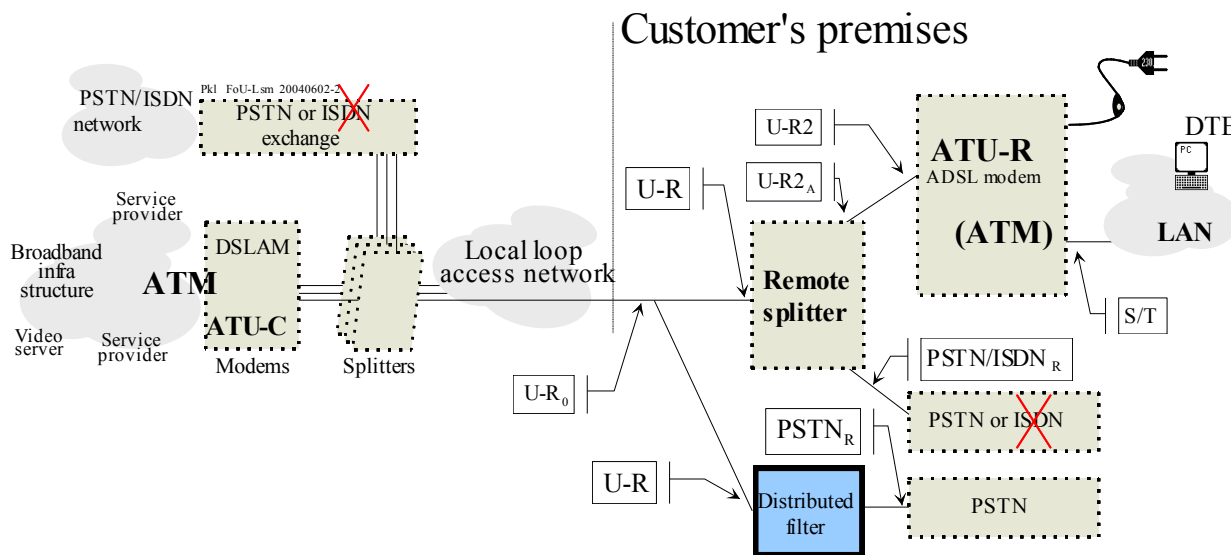 Customer's premises
PSTN/ISDN
network
Pkl FoU-Lsm 20040602-2
PSTN or ISDN
exchange
Service
provider
Broadband
infra
structure
ATM
Video
server
Service
provider
DSLAM
ATU-C
Modems
Splitters
Local loop
access network
U-R0
U-R
U-R2
U-R2A
Remote
splitter
ATU-R
ADSL modem
(ATM)
230
DTE
PC
LAN
S/T
PSTN/ISDN R
PSTN or ISDN
PSTNR
U-R
Distributed
filter
PSTN